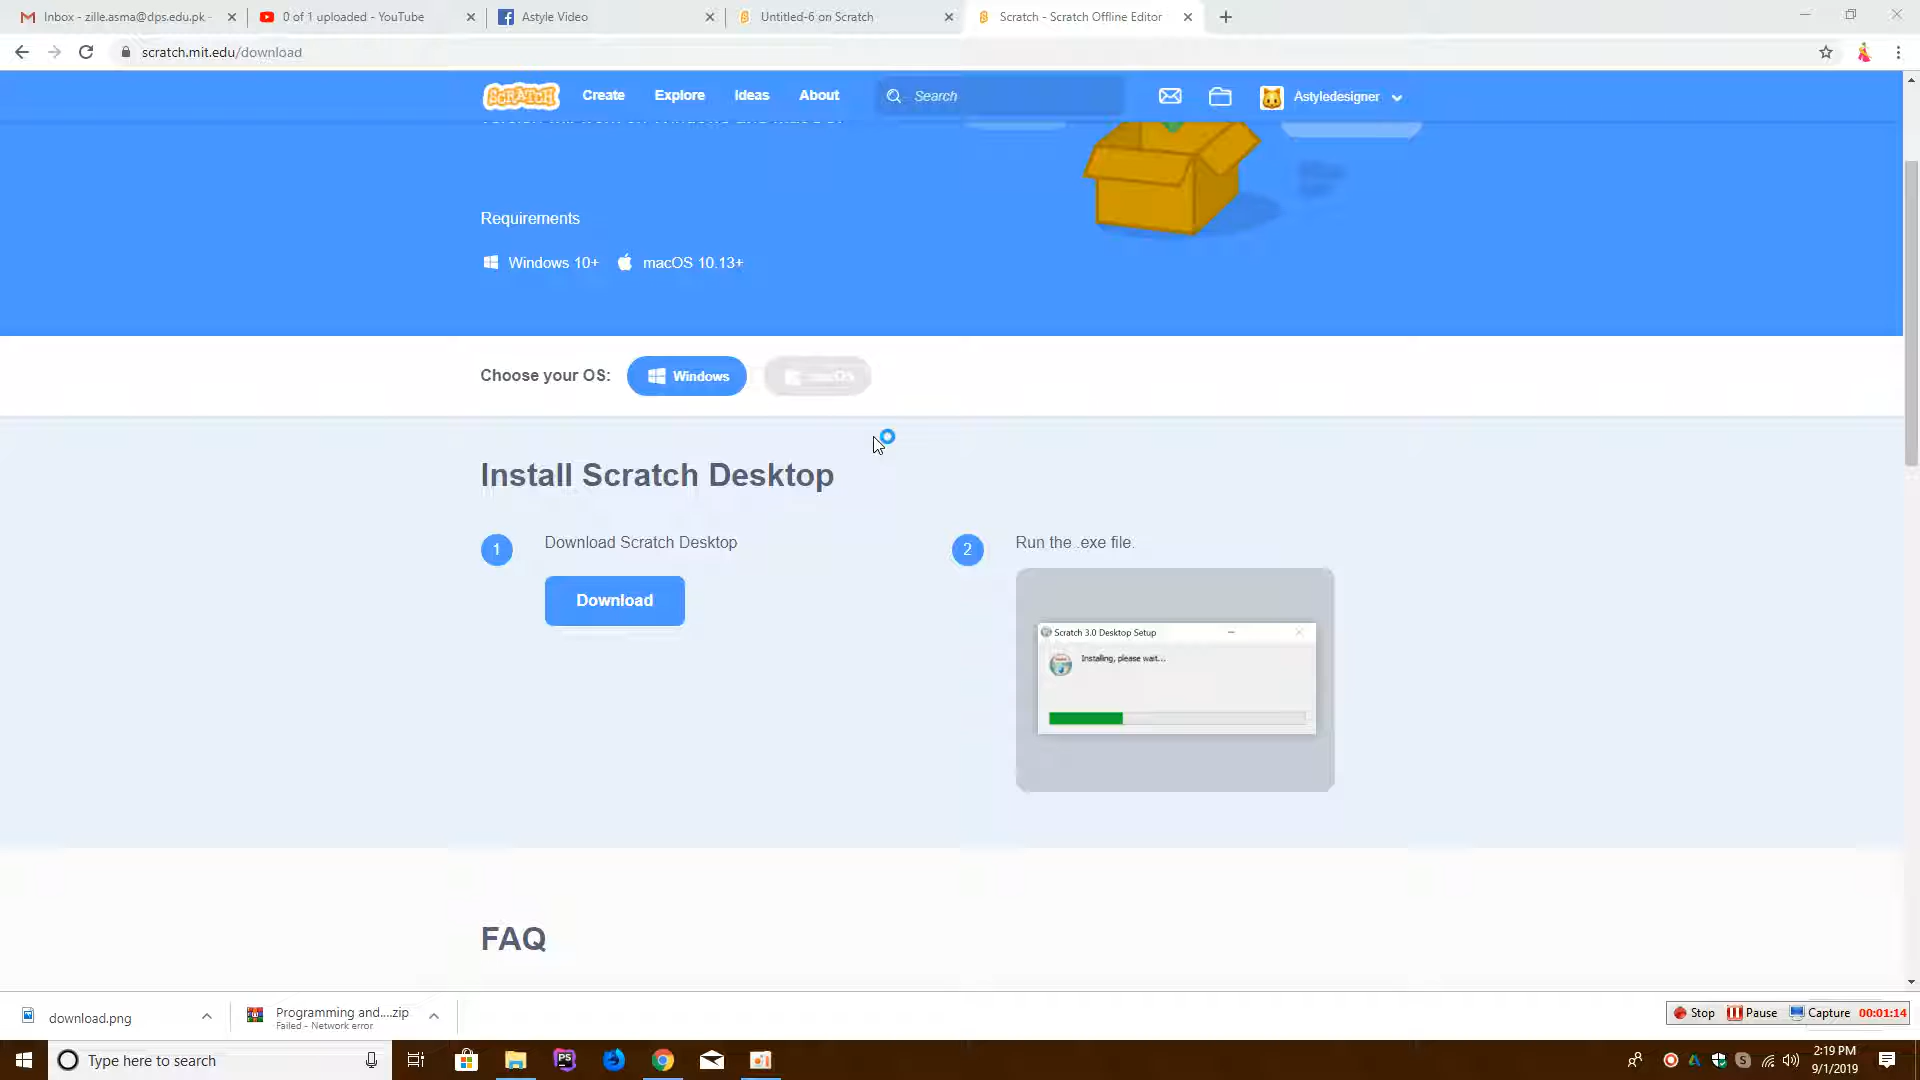 Inbox - zille.asma@dps.edu.pk -
0 of 1 uploaded - YouTube
Astyle Video
Untitled-6 on Scratch
Scratch - Scratch Offline Editor
scratch.mit.edu/download
SCRATCH
Create
Explore
Ideas
About
Search
Astyledesigner
Requirements
Windows 10+
macOS 10.13+
Choose your OS:
Windows
Install Scratch Desktop
1
Download Scratch Desktop
Download
2
Run the .exe file.
Scratch 3.0 Desktop Setup
Installing, please wait...
FAQ
download.png
Programming and....zip
Failed - Network error
Stop
Pause
Capture
00:01:14
Type here to search
PS
2:19 PM
9/1/2019